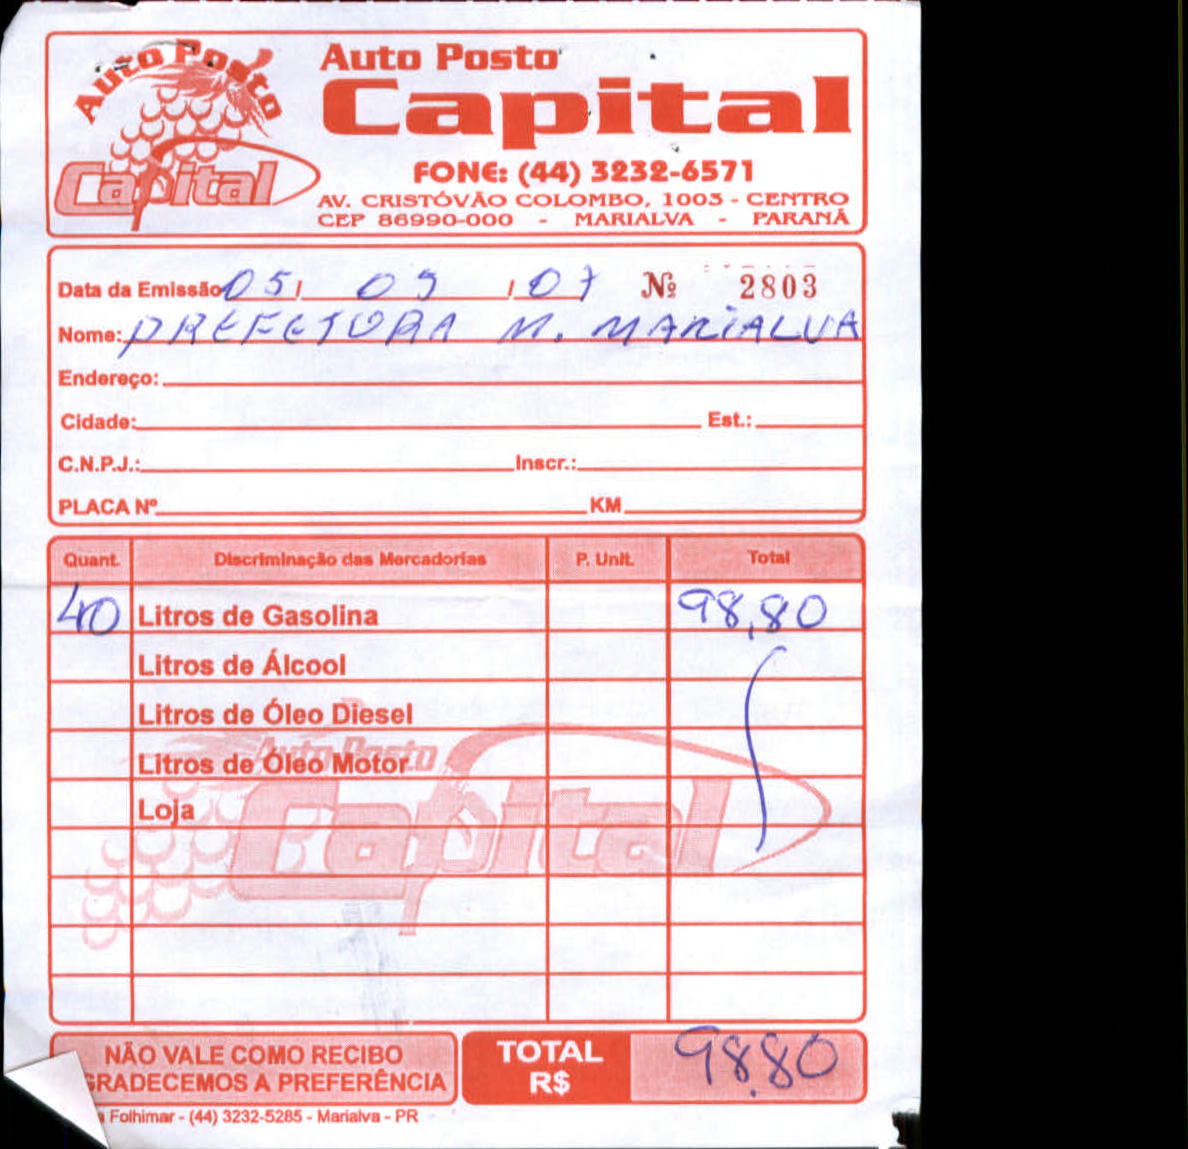 Auto Posto
Capital
Auto Posto
Capital
FONE: (44) 3232-6571
AV. CRISTÓVÃO COLOMBO, 1003 - CENTRO
CEP 86990-000 - MARIALVA - PARANÁ
Data da Emissão 05/ 09 /07 Nº 2803
Nome: PREFETURA M. MARIALVA
Endereço:
Cidade: Est.:
C.N.P.J.: Inscr.:
PLACA Nº KM
Quant. Discriminação das Mercadorias P. Unit. Total
40 Litros de Gasolina 98,80
Litros de Álcool
Litros de Óleo Diesel
Auto Posto
Litros de Óleo Motor
Capital
Loja
NÃO VALE COMO RECIBO
GRADECEMOS A PREFERÊNCIA
TOTAL
R$ 98,80
Folhimar - (44) 3232-5285 - Marialva - PR